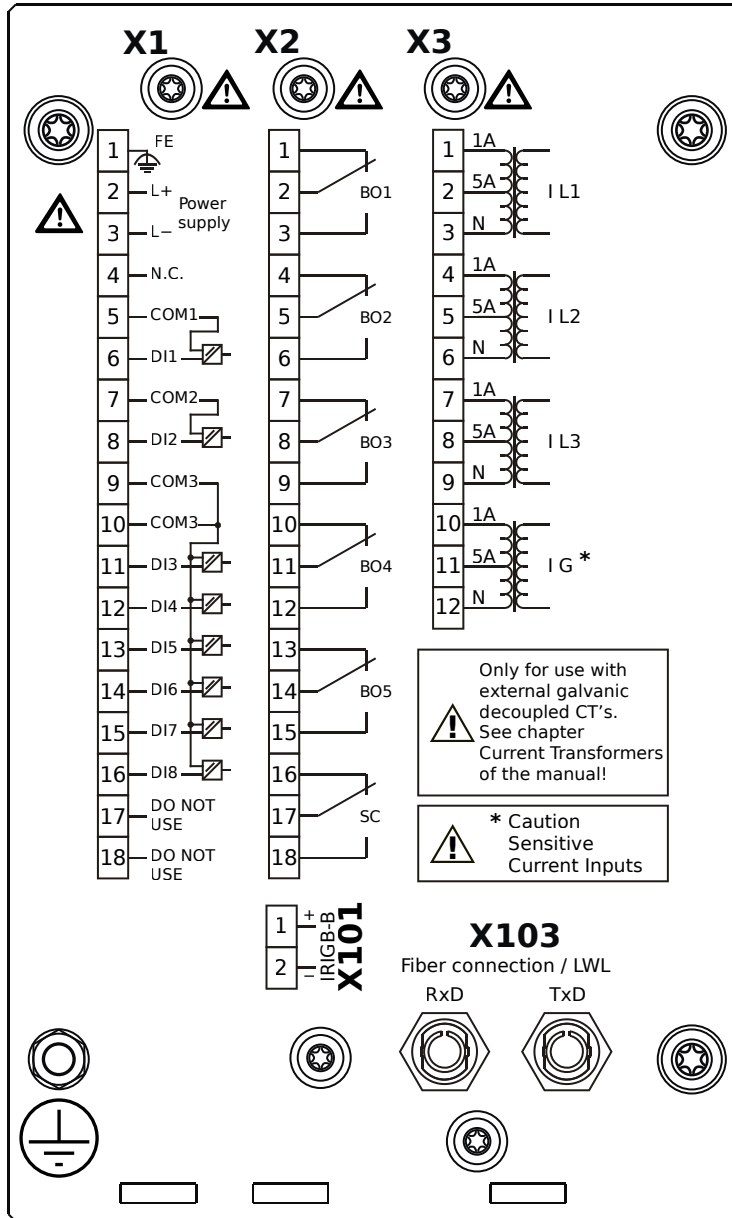 X1
X2
X3
1 FE
2 L+
Power
supply
3 L−
4 N.C.
5 COM1
6 DI1
7 COM2
8 DI2
9 COM3
10 COM3
11 DI3
12 DI4
13 DI5
14 DI6
15 DI7
16 DI8
17 DO NOT
USE
18 DO NOT
USE
1
2 BO1
3
4
5 BO2
6
7
8 BO3
9
10
11 BO4
12
13
14 BO5
15
16
17 SC
18
1 1A
2 5A I L1
3 N
4 1A
5 5A I L2
6 N
7 1A
8 5A I L3
9 N
10 1A
11 5A I G *
12 N
!
!
!
!
! Only for use with
external galvanic
decoupled CT's.
See chapter
Current Transformers
of the manual!
! * Caution
Sensitive
Current Inputs
1 +
2 −
IRIGB-B
X101
X103
Fiber connection / LWL
RxD TxD